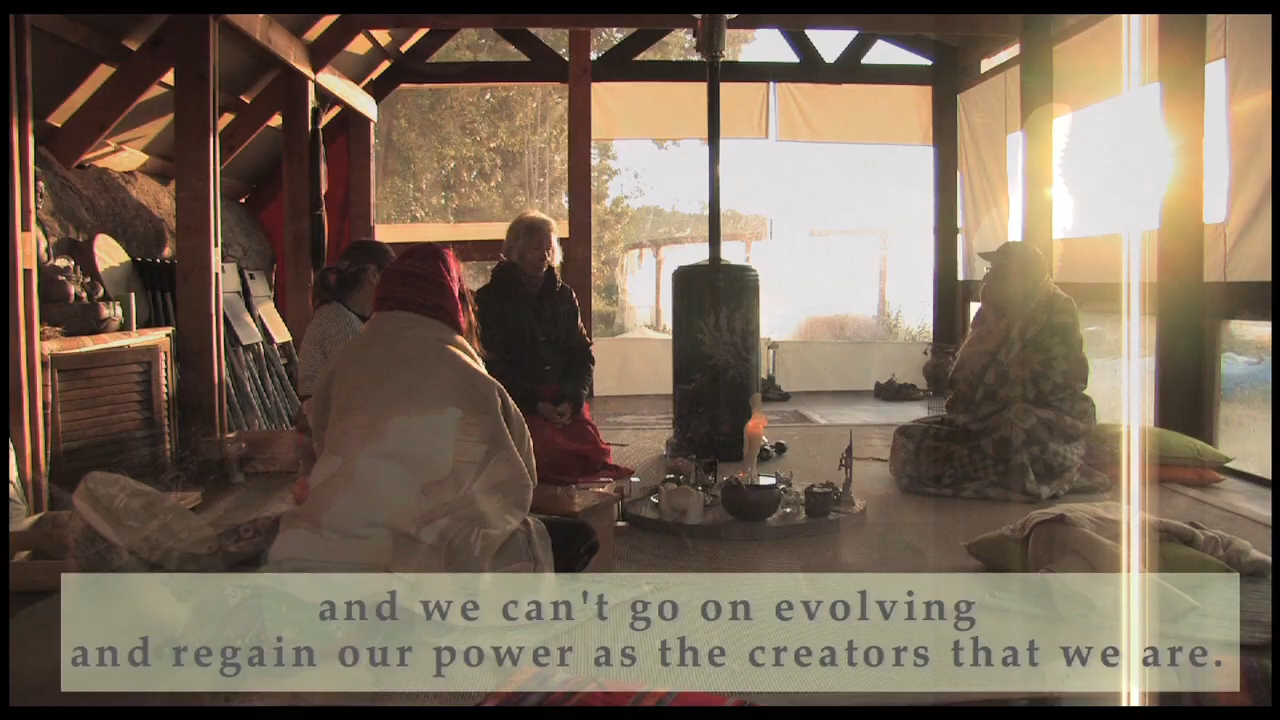 and we can't go on evolving
and regain our power as the creators that we are.